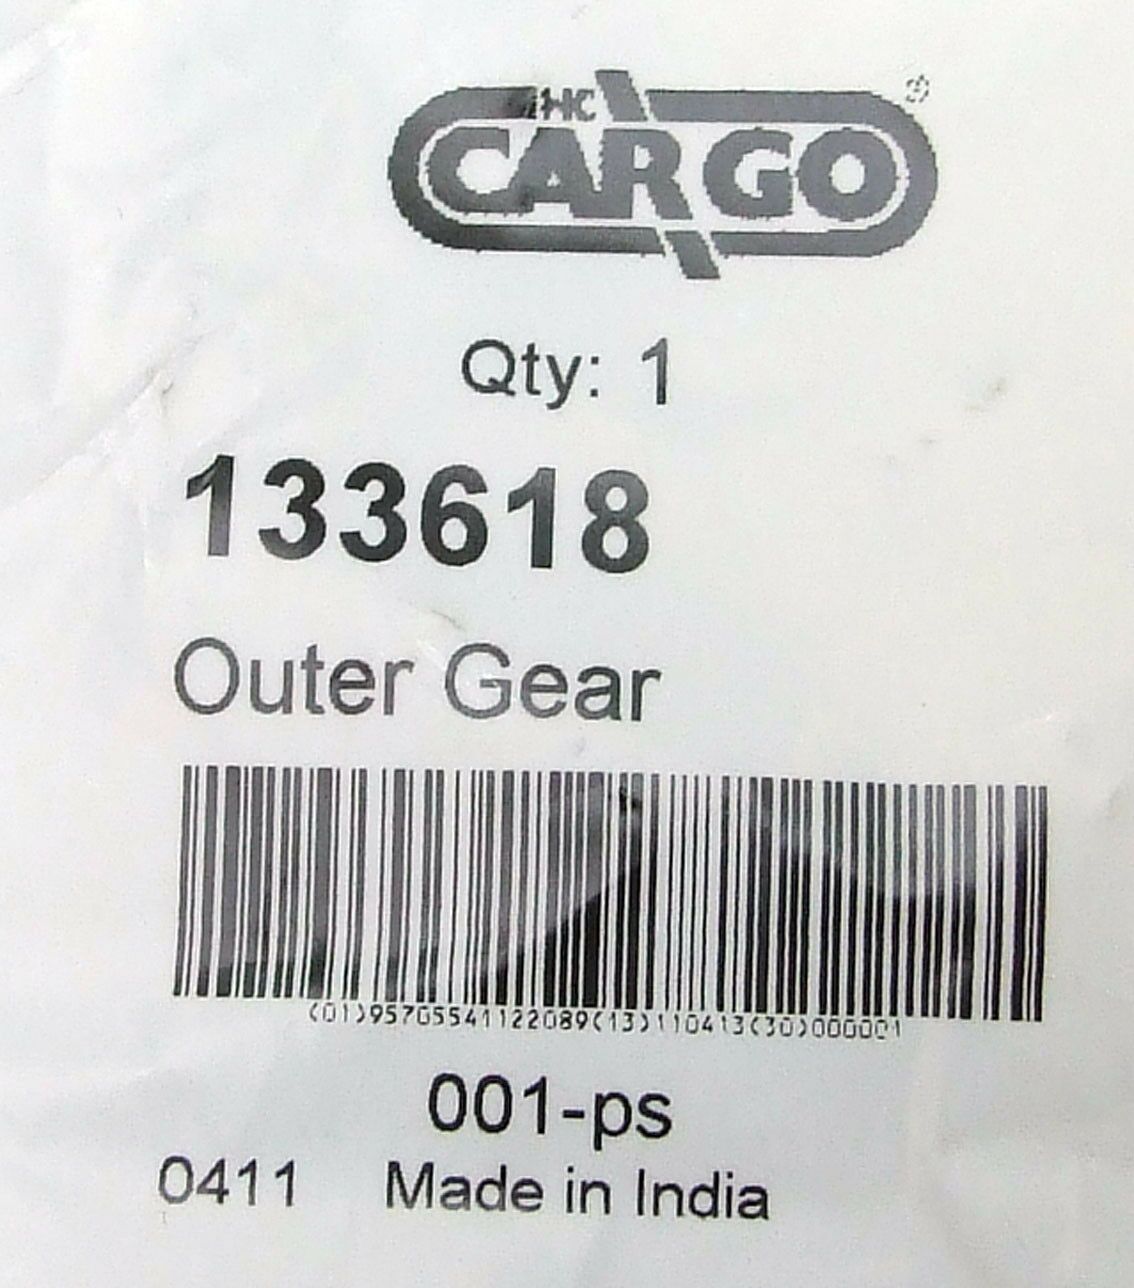 HC
CARGO®
Qty: 1
133618
Outer Gear
(01)95705541122089(13)110413(30)000001
001-ps
0411 Made in India